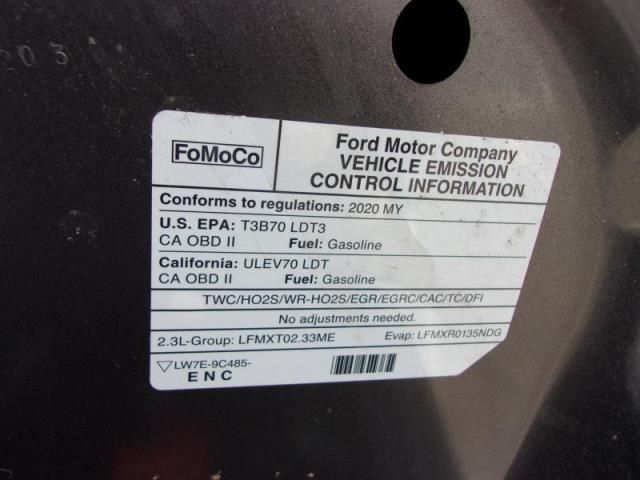 203
FoMoCo
Ford Motor Company
VEHICLE EMISSION
CONTROL INFORMATION
Conforms to regulations: 2020 MY
U.S. EPA: T3B70 LDT3
CA OBD II Fuel: Gasoline
California: ULEV70 LDT
CA OBD II Fuel: Gasoline
TWC/HO2S/WR-HO2S/EGR/EGRC/CAC/TC/DFI
No adjustments needed.
2.3L-Group: LFMXT02.33ME Evap: LFMXR0135NDG
LW7E-9C485-
E N C